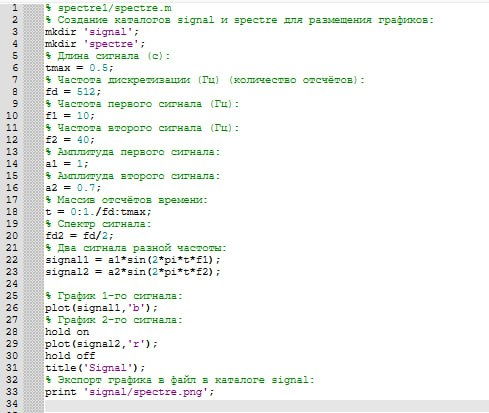 1 % spectre1/spectre.m
2 % Создание каталогов signal и spectre для размещения графиков:
3 mkdir 'signal';
4 mkdir 'spectre';
5 % Длина сигнала (с):
6 tmax = 0.5;
7 % Частота дискретизации (Гц) (количество отсчётов):
8 fd = 512;
9 % Частота первого сигнала (Гц):
10 f1 = 10;
11 % Частота второго сигнала (Гц):
12 f2 = 40;
13 % Амплитуда первого сигнала:
14 a1 = 1;
15 % Амплитуда второго сигнала:
16 a2 = 0.7;
17 % Массив отсчётов времени:
18 t = 0:1./fd:tmax;
19 % Спектр сигнала:
20 fd2 = fd/2;
21 % Два сигнала разной частоты:
22 signal1 = a1*sin(2*pi*t*f1);
23 signal2 = a2*sin(2*pi*t*f2);
24
25 % График 1-го сигнала:
26 plot(signal1,'b');
27 % График 2-го сигнала:
28 hold on
29 plot(signal2,'r');
30 hold off
31 title('Signal');
32 % Экспорт графика в файл в каталоге signal:
33 print 'signal/spectre.png';
34